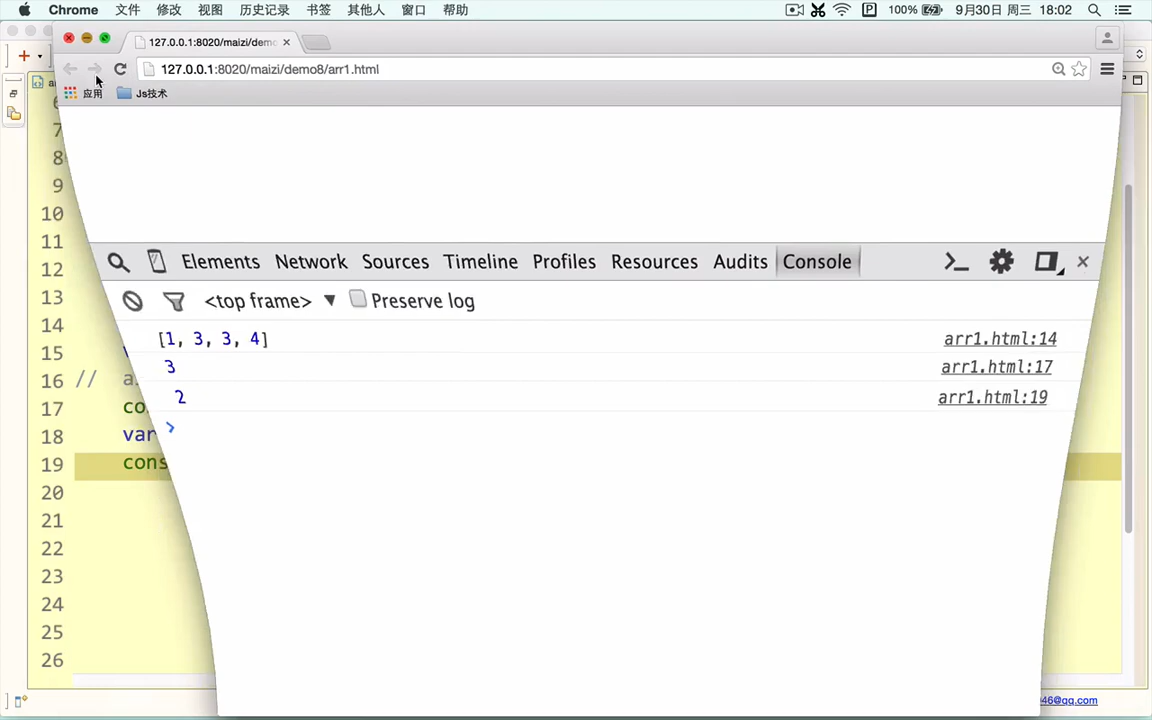 Chrome 文件 修改 视图 历史记录 书签 其他人 窗口 帮助 P 100% 9月30日 周三 18:02
127.0.0.1:8020/maizi/demo
127.0.0.1:8020/maizi/demo8/arr1.html
应用 Js技术
7
8
9
10
11
12
13
14
15
16 //
17
18 var
19 cons
20
21
22
23
24
25
26
Elements Network Sources Timeline Profiles Resources Audits Console
<top frame> ▼ Preserve log
[1, 3, 3, 4] arr1.html:14
3 arr1.html:17
2 arr1.html:19
46@qq.com